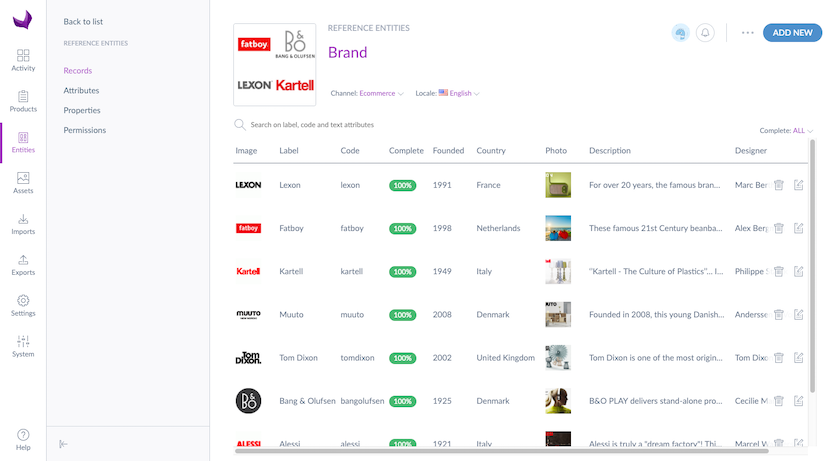 Activity
Products
Entities
Assets
Imports
Exports
Settings
System
Help
Back to list
REFERENCE ENTITIES
Records
Attributes
Properties
Permissions
fatboy
B&O
BANG & OLUFSEN
LEXON Kartell
REFERENCE ENTITIES
Brand
Channel: Ecommerce Locale: English
ADD NEW
Search on label, code and text attributes
Complete: ALL
Image Label Code Complete Founded Country Photo Description Designer
LEXON Lexon lexon 100% 1991 France For over 20 years, the famous bran... Marc Ber
fatboy Fatboy fatboy 100% 1998 Netherlands These famous 21st Century beanba... Alex Berg
Kartell Kartell kartell 100% 1949 Italy "Kartell - The Culture of Plastics"... I... Philippe S
MUUTO Muuto muuto 100% 2008 Denmark Founded in 2008, this young Danish... Andersse
Tom Dixon. Tom Dixon tomdixon 100% 2002 United Kingdom Tom Dixon is one of the most origin... Tom Dixo
B&O Bang & Olufsen bangolufsen 100% 1925 Denmark B&O PLAY delivers stand-alone pro... Cecilie M
ALESSI Alessi alessi 100% 1921 Italy Alessi is truly a "dream factory"! Thi... Marcel W